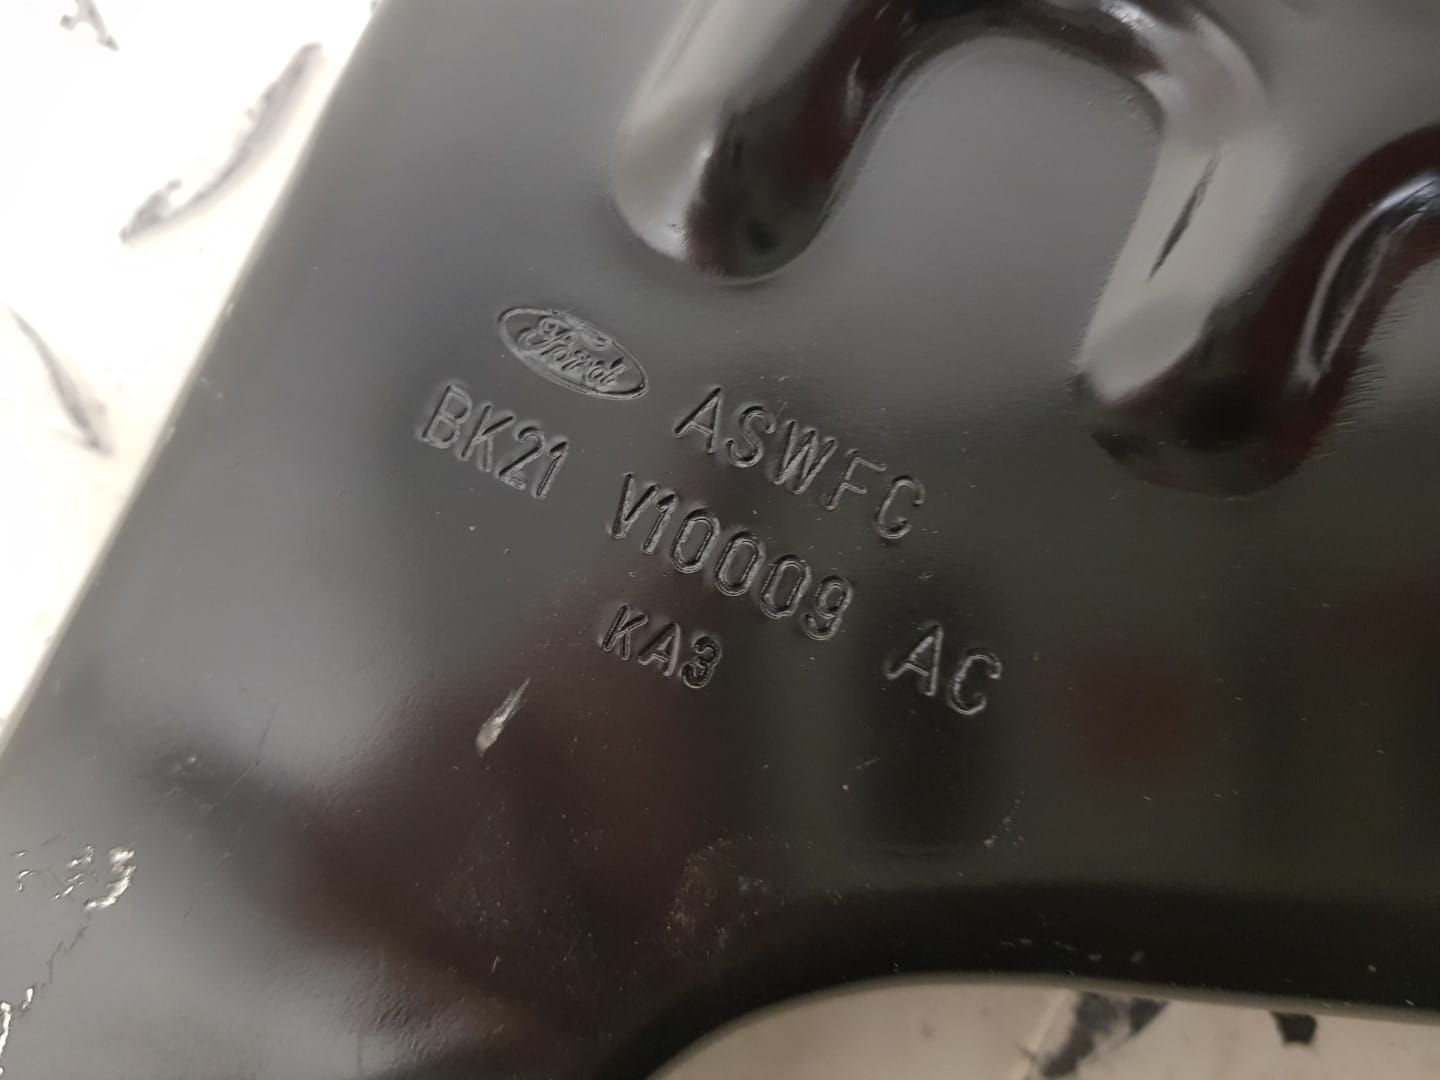 Ford
ASWFC
BK21 V10009 AC
KA3